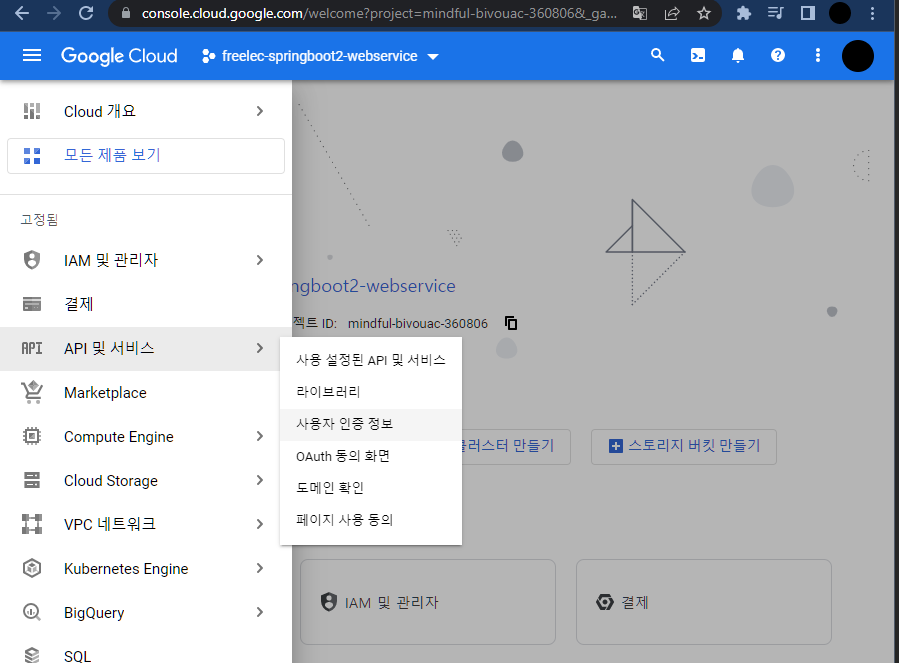 console.cloud.google.com/welcome?project=mindful-bivouac-360806&_ga...
Google Cloud
freelec-springboot2-webservice
Cloud 개요
모든 제품 보기
고정됨
IAM 및 관리자
결제
API API 및 서비스
Marketplace
Compute Engine
Cloud Storage
VPC 네트워크
Kubernetes Engine
BigQuery
SQL
ngboot2-webservice
젝트 ID: mindful-bivouac-360806
사용 설정된 API 및 서비스
라이브러리
사용자 인증 정보
OAuth 동의 화면
도메인 확인
페이지 사용 동의
클러스터 만들기
스토리지 버킷 만들기
IAM 및 관리자
결제